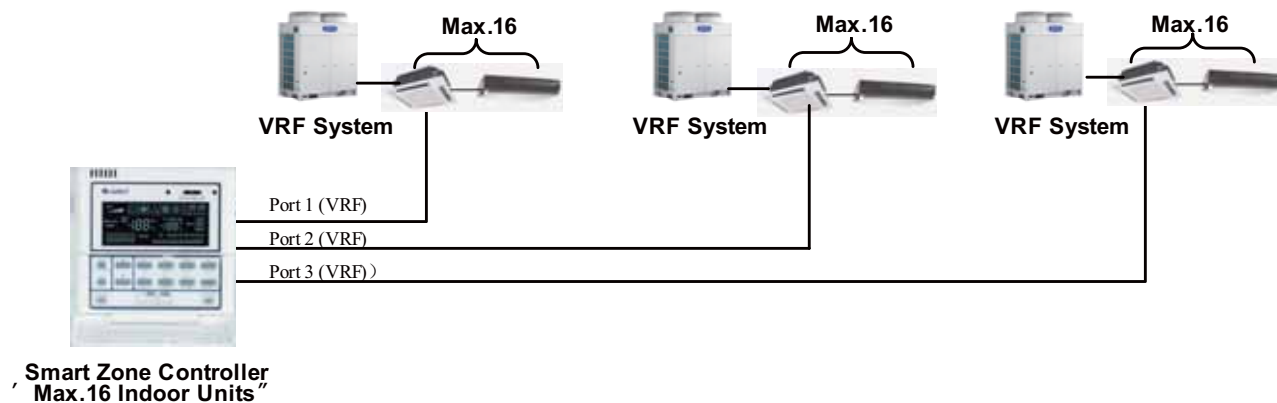 Max.16
Max.16
Max.16
VRF System
VRF System
VRF System
Port 1 (VRF)
Port 2 (VRF)
Port 3 (VRF)）
Smart Zone Controller
′ Max.16 Indoor Units″